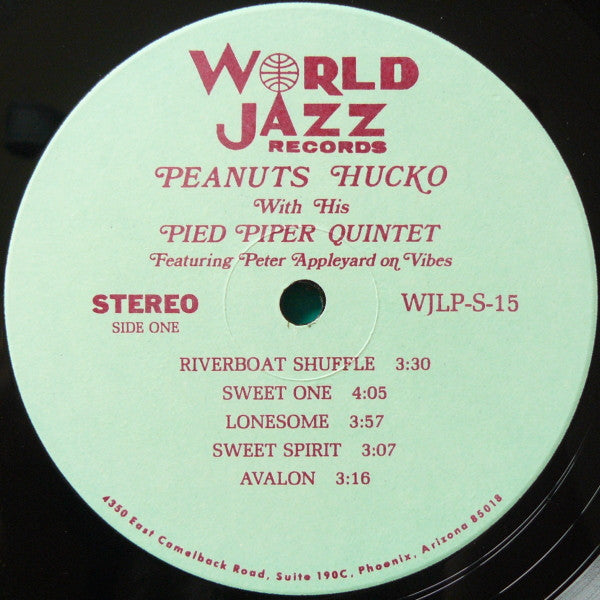 WORLD
JAZZ
RECORDS
PEANUTS HUCKO
With His
PIED PIPER QUINTET
Featuring Peter Appleyard on Vibes
STEREO
SIDE ONE
WJLP-S-15
RIVERBOAT SHUFFLE 3:30
SWEET ONE 4:05
LONESOME 3:57
SWEET SPIRIT 3:07
AVALON 3:16
4350 East Camelback Road, Suite 190C, Phoenix, Arizona 85018